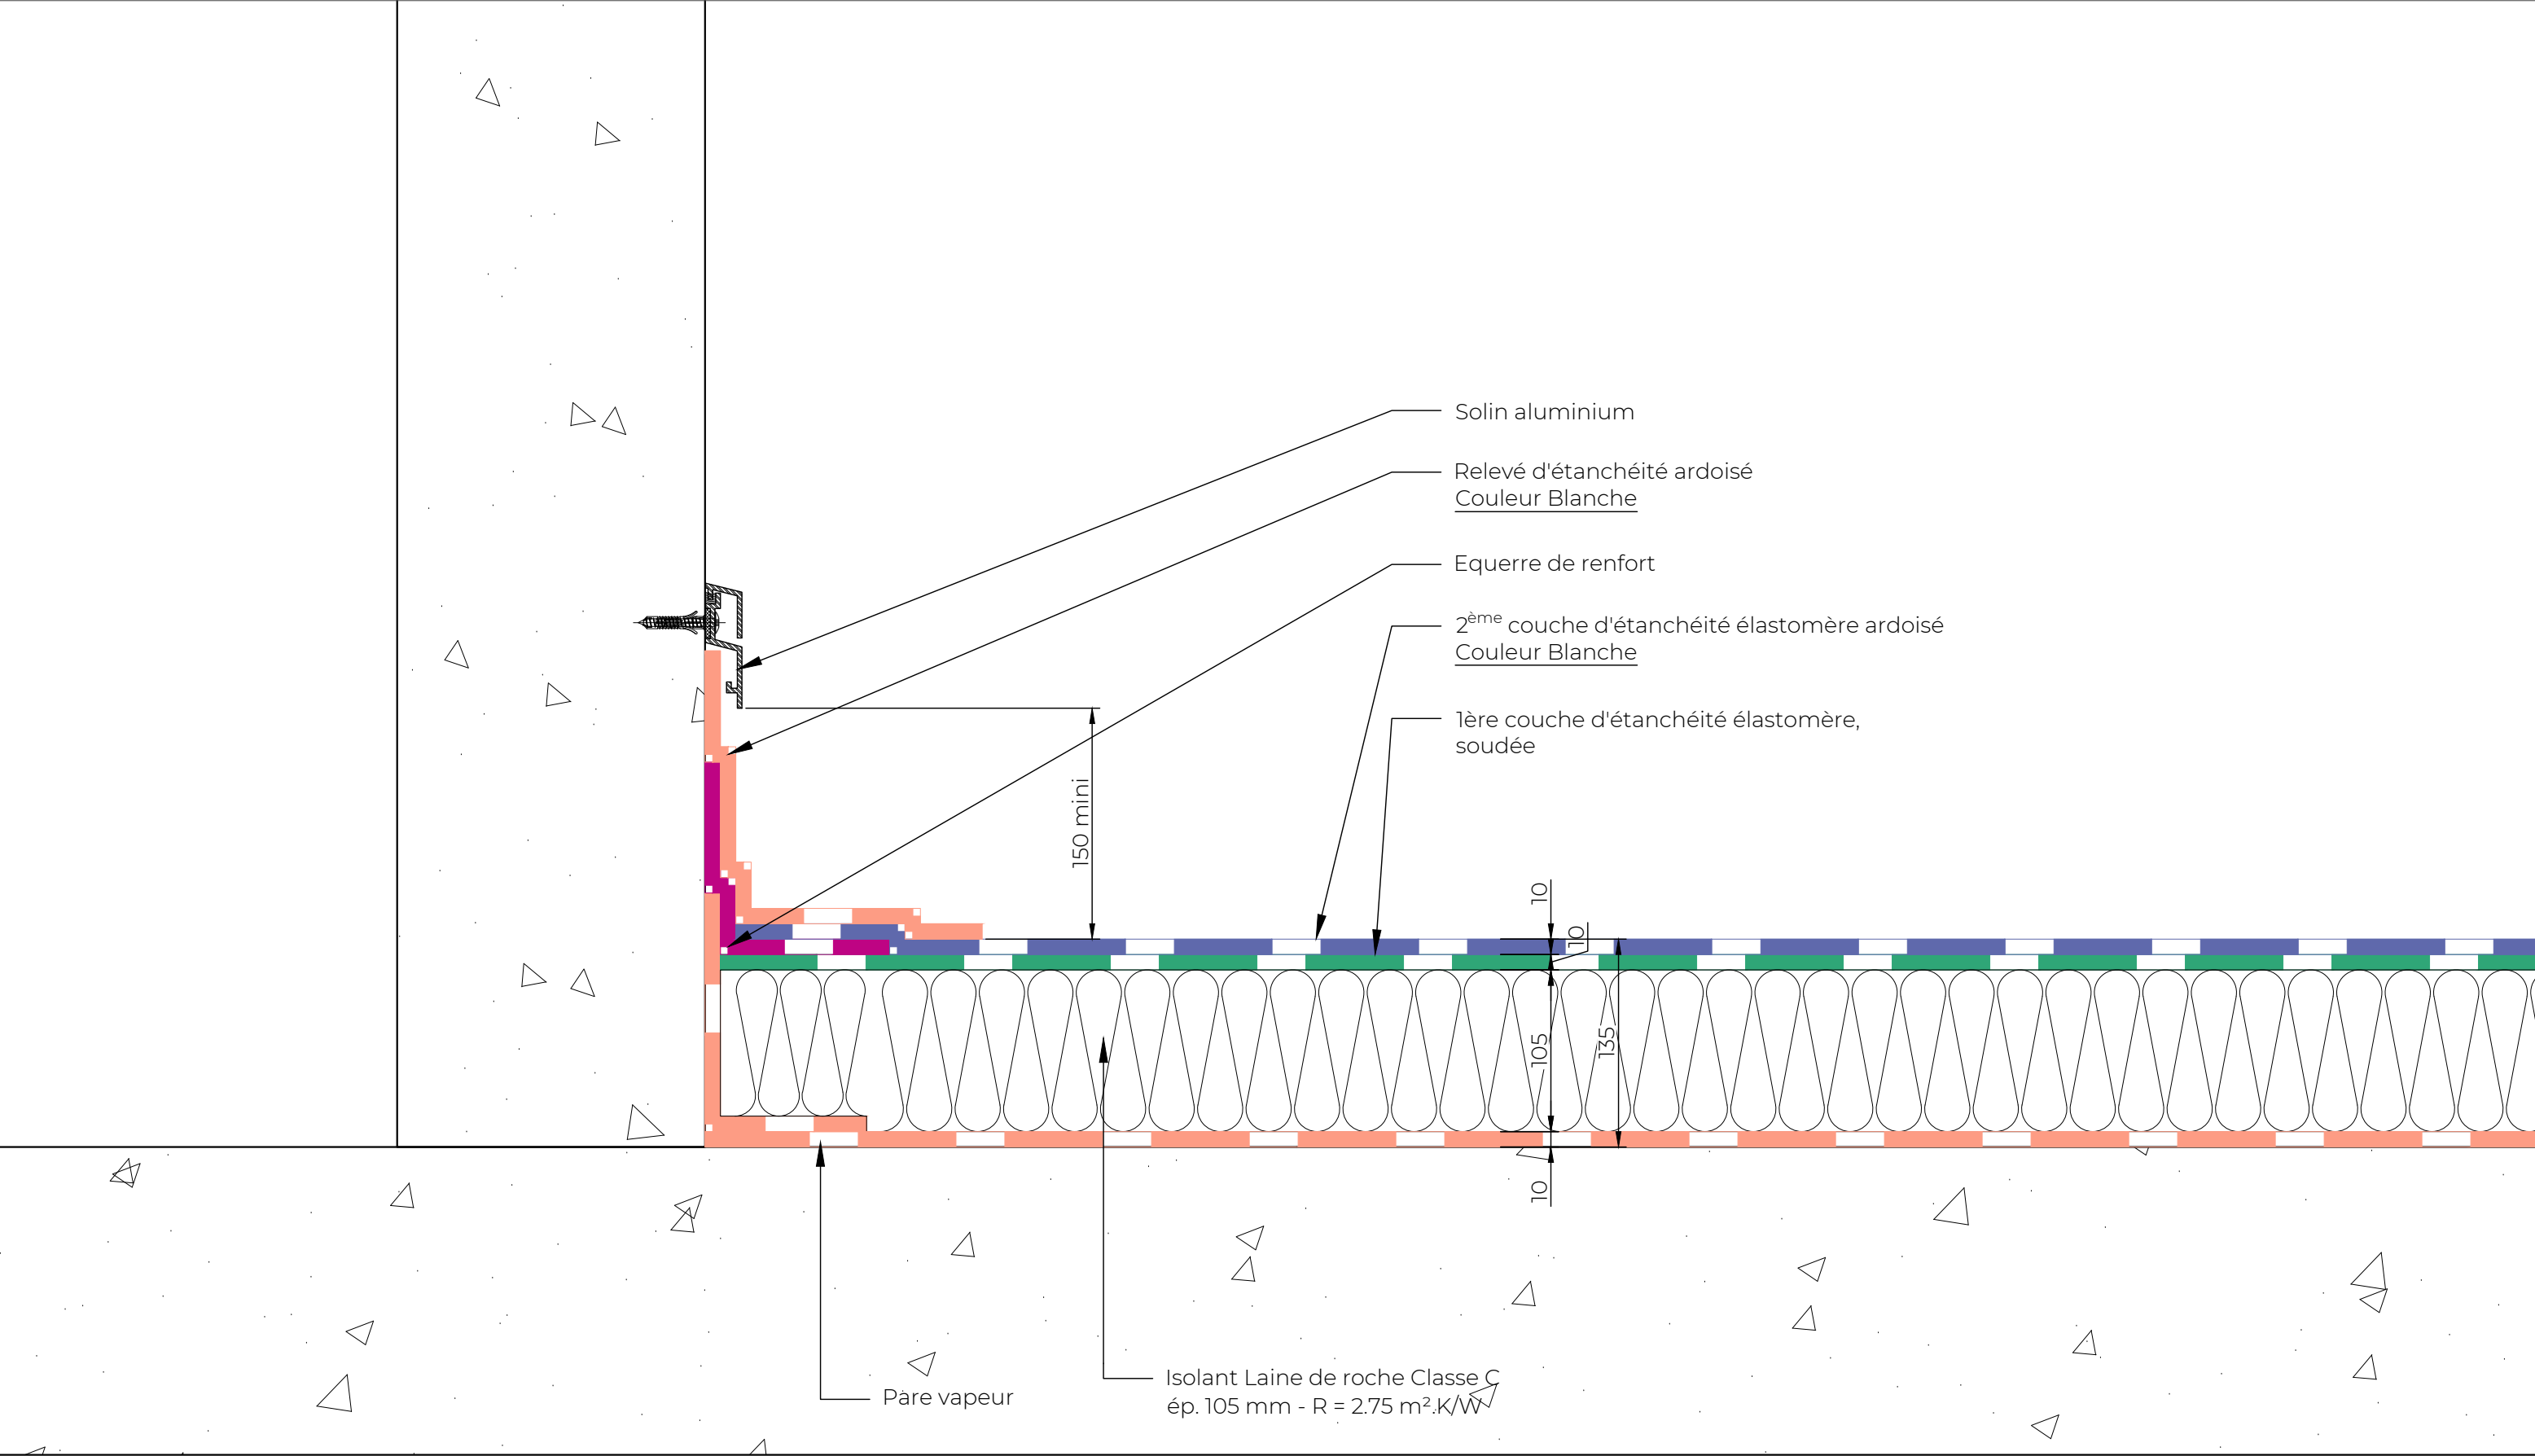 Solin aluminium
Relevé d'étanchéité ardoisé
Couleur Blanche
Equerre de renfort
2ème couche d'étanchéité élastomère ardoisé
Couleur Blanche
1ère couche d'étanchéité élastomère,
soudée
150 mini
10
10
105
135
10
Pare vapeur
Isolant Laine de roche Classe C
ép. 105 mm - R = 2.75 m².K/W